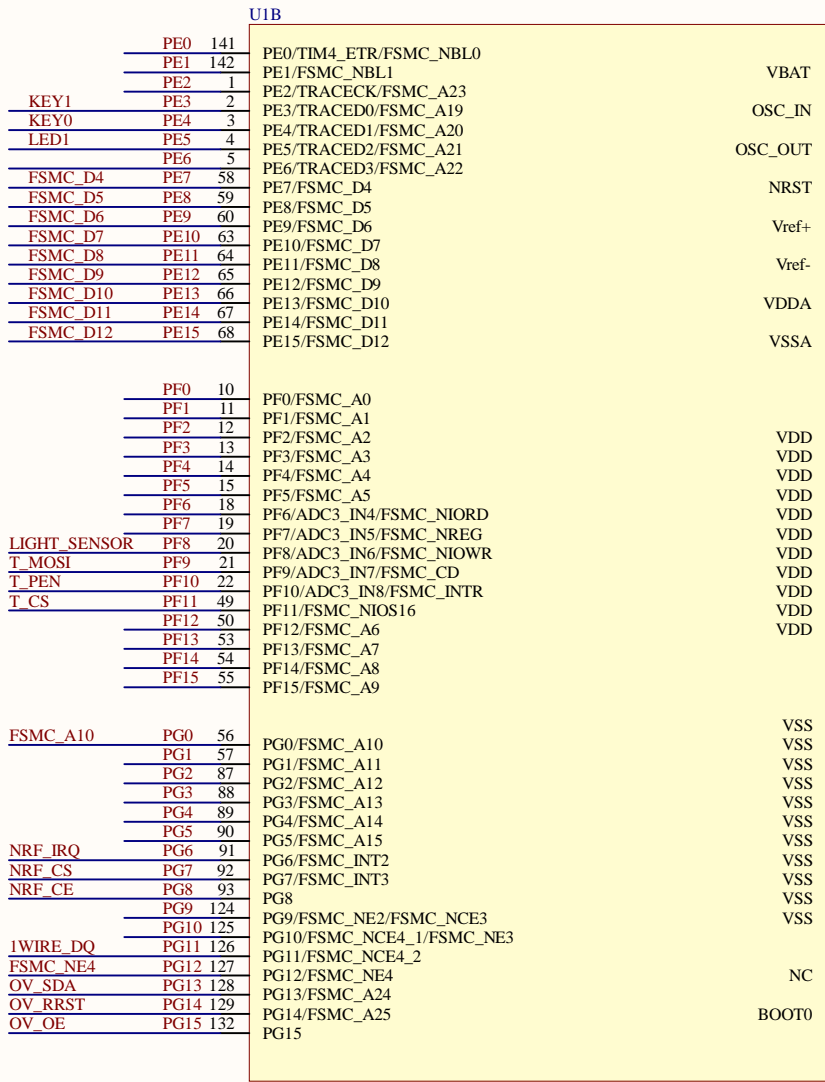 U1B
PE0 141 PE0/TIM4_ETR/FSMC_NBL0
PE1 142 PE1/FSMC_NBL1 VBAT
PE2 1 PE2/TRACECK/FSMC_A23
KEY1 PE3 2 PE3/TRACED0/FSMC_A19 OSC_IN
KEY0 PE4 3 PE4/TRACED1/FSMC_A20
LED1 PE5 4 PE5/TRACED2/FSMC_A21 OSC_OUT
PE6 5 PE6/TRACED3/FSMC_A22
FSMC_D4 PE7 58 PE7/FSMC_D4 NRST
FSMC_D5 PE8 59 PE8/FSMC_D5
FSMC_D6 PE9 60 PE9/FSMC_D6 Vref+
FSMC_D7 PE10 63 PE10/FSMC_D7
FSMC_D8 PE11 64 PE11/FSMC_D8 Vref-
FSMC_D9 PE12 65 PE12/FSMC_D9
FSMC_D10 PE13 66 PE13/FSMC_D10 VDDA
FSMC_D11 PE14 67 PE14/FSMC_D11
FSMC_D12 PE15 68 PE15/FSMC_D12 VSSA
PF0 10 PF0/FSMC_A0
PF1 11 PF1/FSMC_A1
PF2 12 PF2/FSMC_A2 VDD
PF3 13 PF3/FSMC_A3 VDD
PF4 14 PF4/FSMC_A4 VDD
PF5 15 PF5/FSMC_A5 VDD
PF6 18 PF6/ADC3_IN4/FSMC_NIORD VDD
PF7 19 PF7/ADC3_IN5/FSMC_NREG VDD
LIGHT_SENSOR PF8 20 PF8/ADC3_IN6/FSMC_NIOWR VDD
T_MOSI PF9 21 PF9/ADC3_IN7/FSMC_CD VDD
T_PEN PF10 22 PF10/ADC3_IN8/FSMC_INTR VDD
T_CS PF11 49 PF11/FSMC_NIOS16 VDD
PF12 50 PF12/FSMC_A6 VDD
PF13 53 PF13/FSMC_A7
PF14 54 PF14/FSMC_A8
PF15 55 PF15/FSMC_A9
VSS
FSMC_A10 PG0 56 PG0/FSMC_A10 VSS
PG1 57 PG1/FSMC_A11 VSS
PG2 87 PG2/FSMC_A12 VSS
PG3 88 PG3/FSMC_A13 VSS
PG4 89 PG4/FSMC_A14 VSS
PG5 90 PG5/FSMC_A15 VSS
NRF_IRQ PG6 91 PG6/FSMC_INT2 VSS
NRF_CS PG7 92 PG7/FSMC_INT3 VSS
NRF_CE PG8 93 PG8 VSS
PG9 124 PG9/FSMC_NE2/FSMC_NCE3 VSS
PG10 125 PG10/FSMC_NCE4_1/FSMC_NE3
1WIRE_DQ PG11 126 PG11/FSMC_NCE4_2
FSMC_NE4 PG12 127 PG12/FSMC_NE4 NC
OV_SDA PG13 128 PG13/FSMC_A24
OV_RRST PG14 129 PG14/FSMC_A25 BOOT0
OV_OE PG15 132 PG15